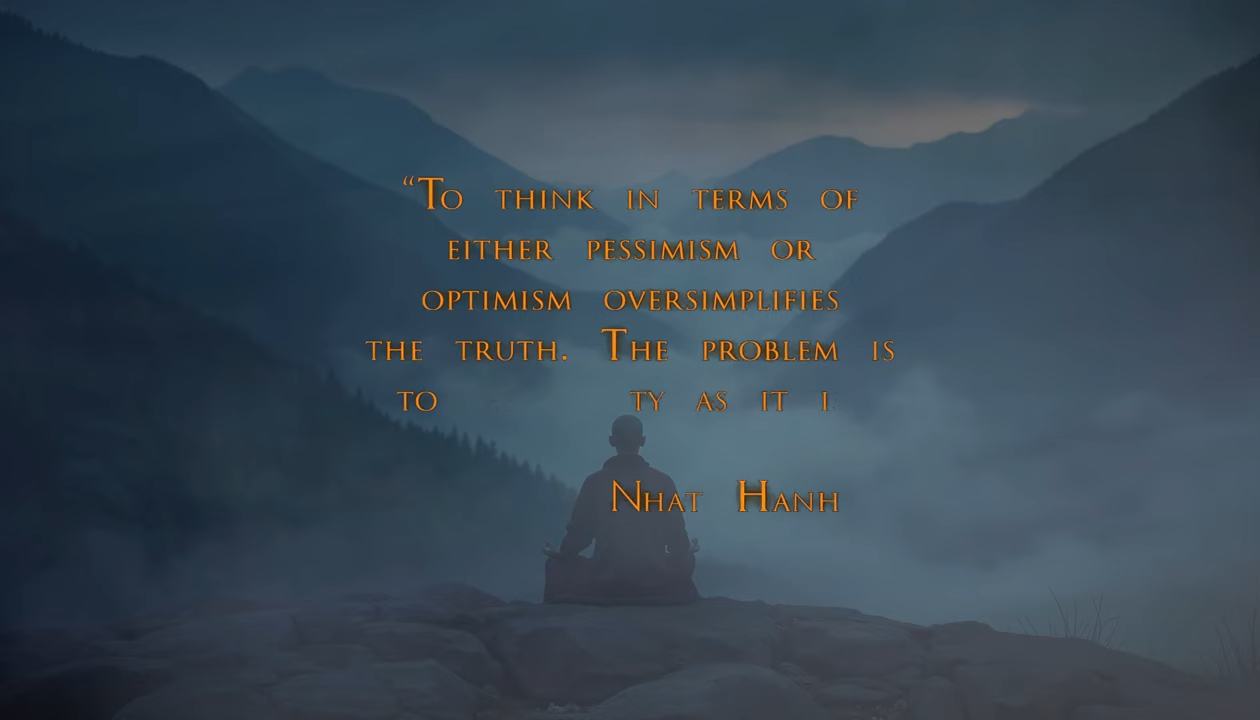 “To think in terms of
either pessimism or
optimism oversimplifies
the truth. The problem is
to ty as it i
Nhat Hanh